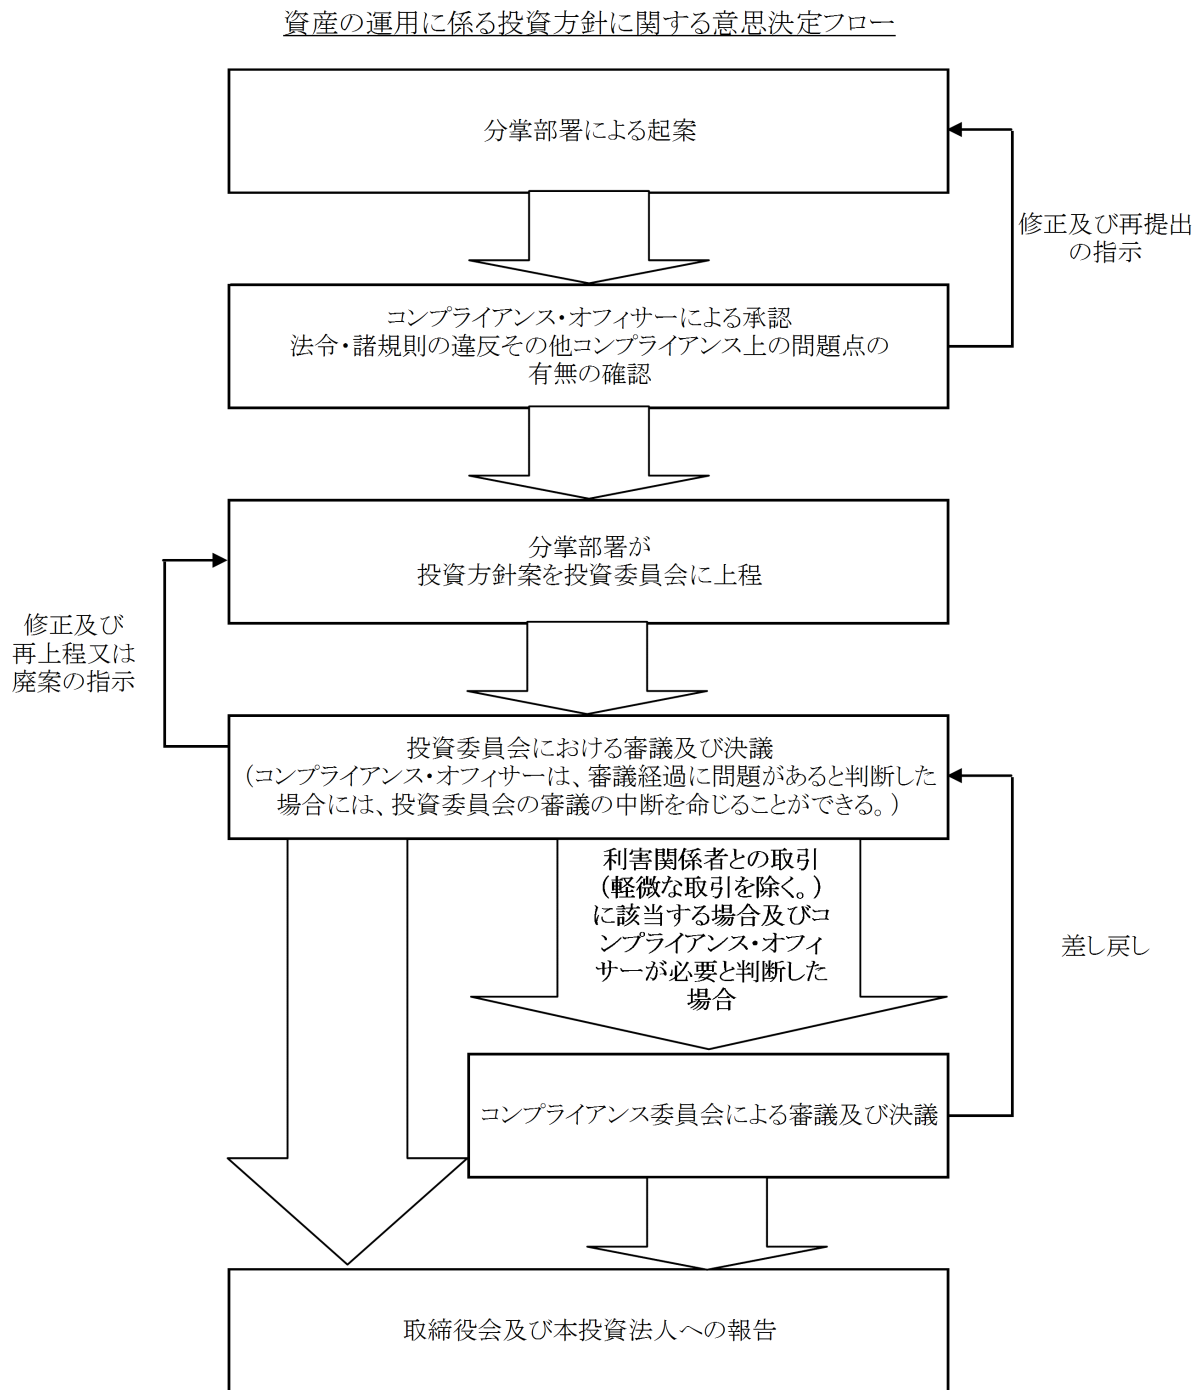 資産の運用に係る投資方針に関する意思決定フロー
分掌部署による起案
修正及び再提出
の指示
コンプライアンス・オフィサーによる承認
法令・諸規則の違反その他コンプライアンス上の問題点の
有無の確認
分掌部署が
投資方針案を投資委員会に上程
修正及び
再上程又は
廃案の指示
投資委員会における審議及び決議
(コンプライアンス・オフィサーは、審議経過に問題があると判断した
場合には、投資委員会の審議の中断を命じることができる。)
利害関係者との取引
(軽微な取引を除く。)
に該当する場合及びコ
ンプライアンス・オフィ
サーが必要と判断した
場合
差し戻し
コンプライアンス委員会による審議及び決議
取締役会及び本投資法人への報告